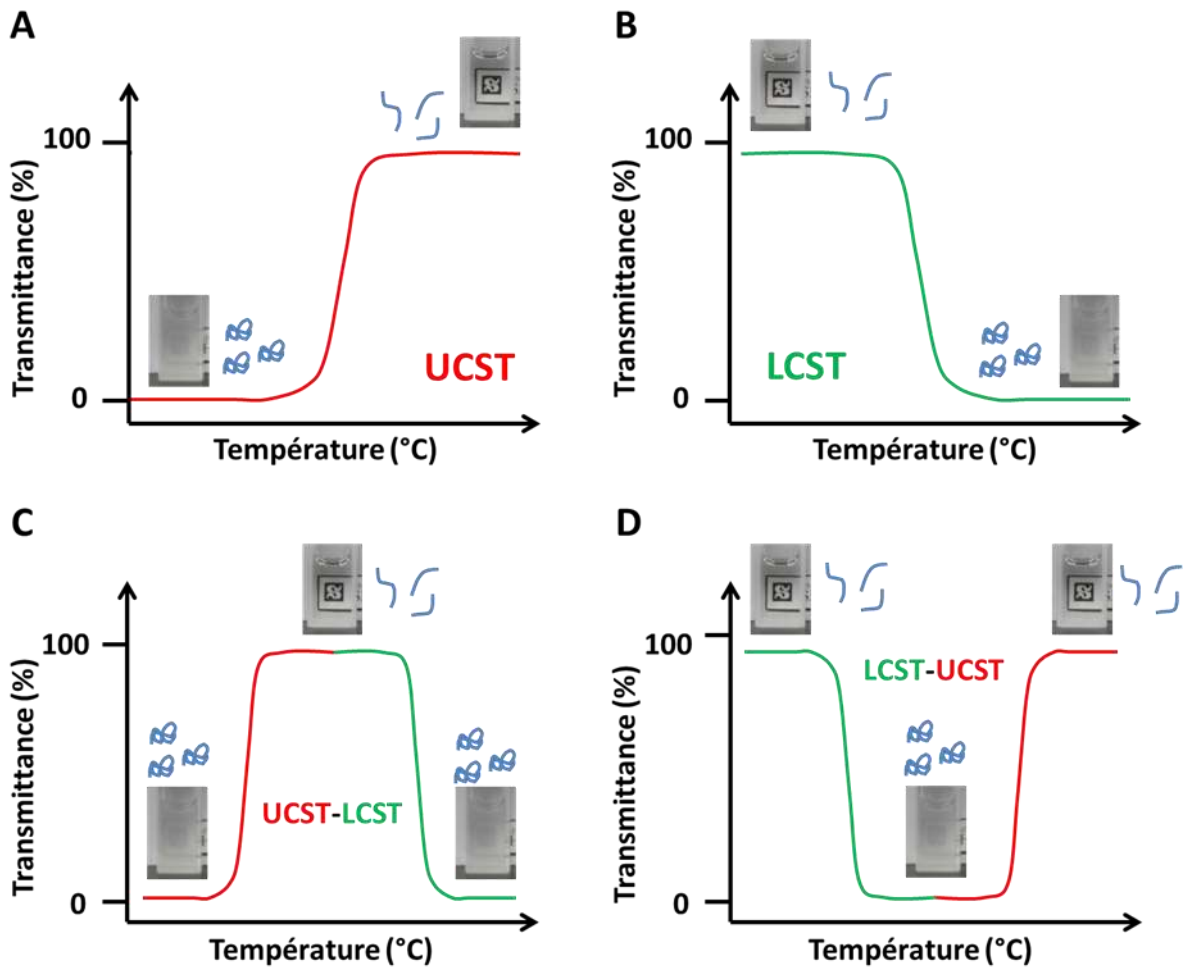 A
100
Transmittance (%)
0
UCST
Température (°C)
B
100
Transmittance (%)
0
LCST
Température (°C)
C
100
Transmittance (%)
0
UCST-LCST
Température (°C)
D
100
Transmittance (%)
0
LCST-UCST
Température (°C)